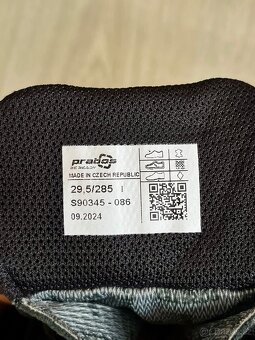 prabos
MADE IN CZECH REPUBLIC
29,5/285 I
S90345 - 086
09.2024